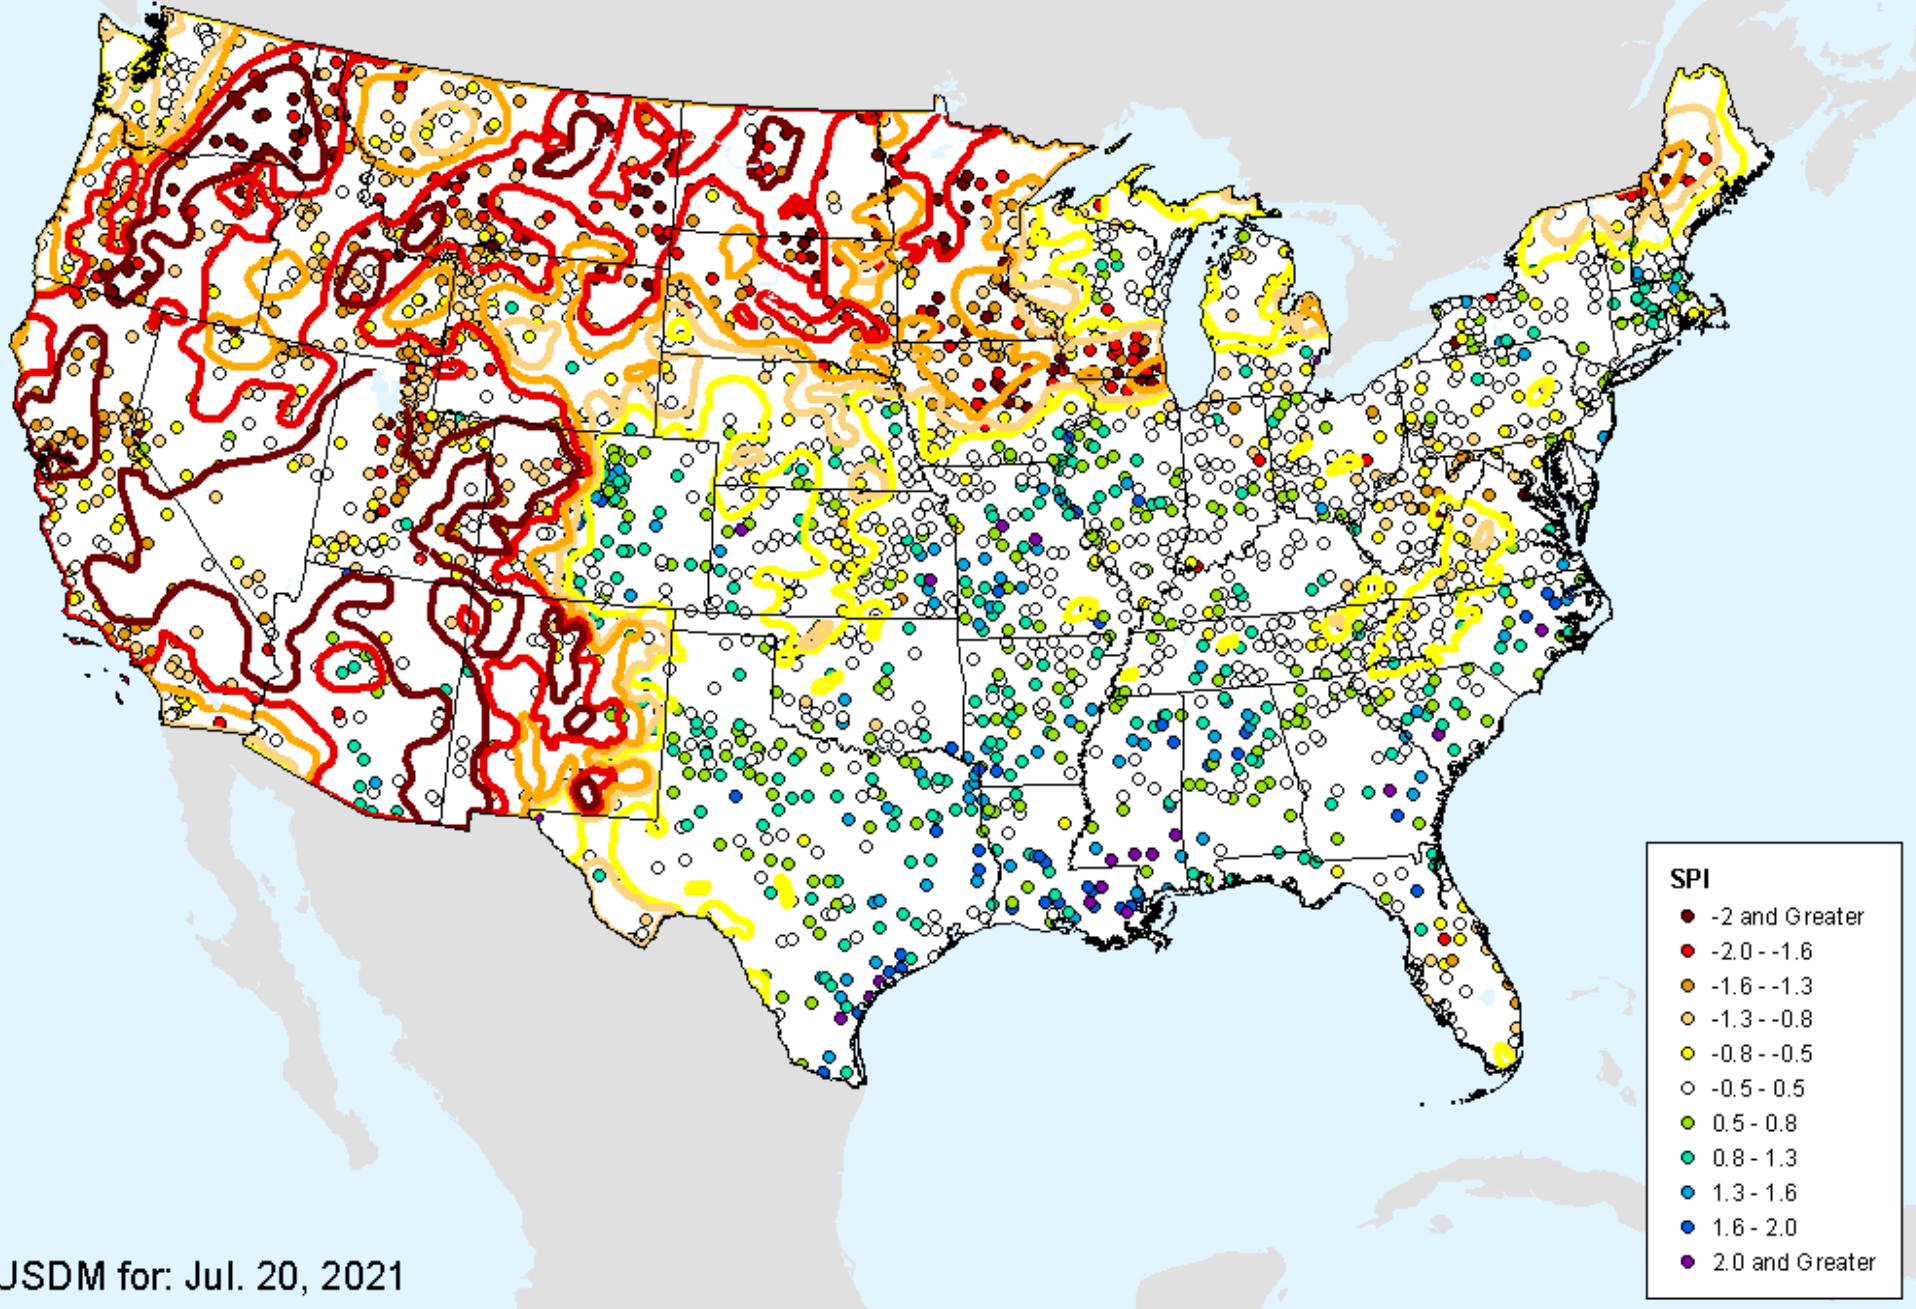 SPI
-2 and Greater
-2.0 - -1.6
-1.6 - -1.3
-1.3 - -0.8
-0.8 - -0.5
-0.5 - 0.5
0.5 - 0.8
0.8 - 1.3
1.3 - 1.6
1.6 - 2.0
2.0 and Greater
USDM for: Jul. 20, 2021